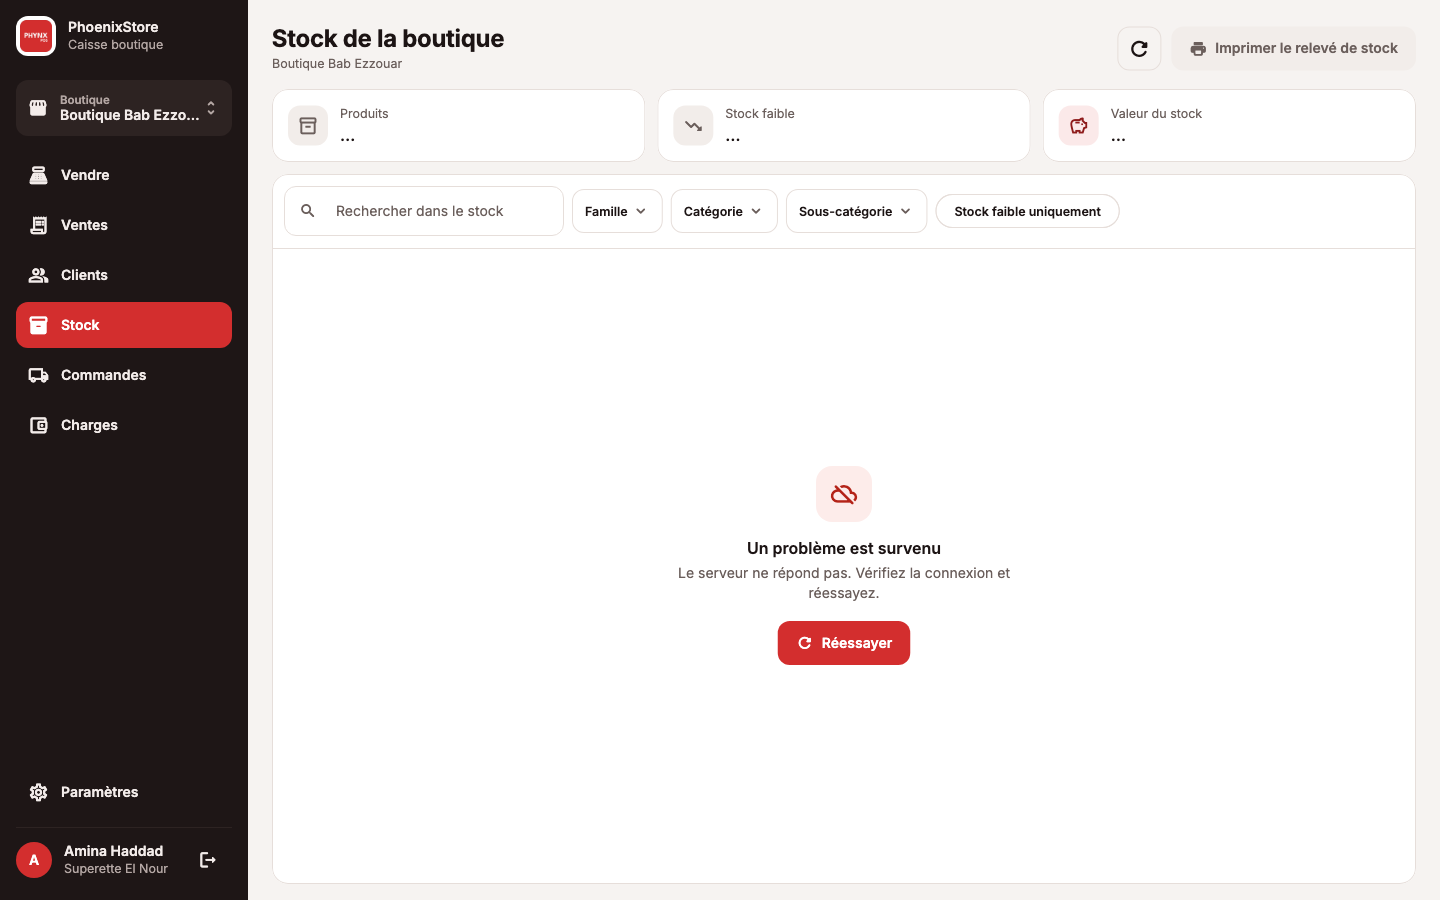 PHYNX
POS
PhoenixStore
Caisse boutique
Boutique
Boutique Bab Ezzo...
Vendre
Ventes
Clients
Stock
Commandes
Charges
Paramètres
A
Amina Haddad
Superette El Nour
Stock de la boutique
Boutique Bab Ezzouar
Imprimer le relevé de stock
Produits
...
Stock faible
...
Valeur du stock
...
Rechercher dans le stock
Famille
Catégorie
Sous-catégorie
Stock faible uniquement
Un problème est survenu
Le serveur ne répond pas. Vérifiez la connexion et
réessayez.
Réessayer